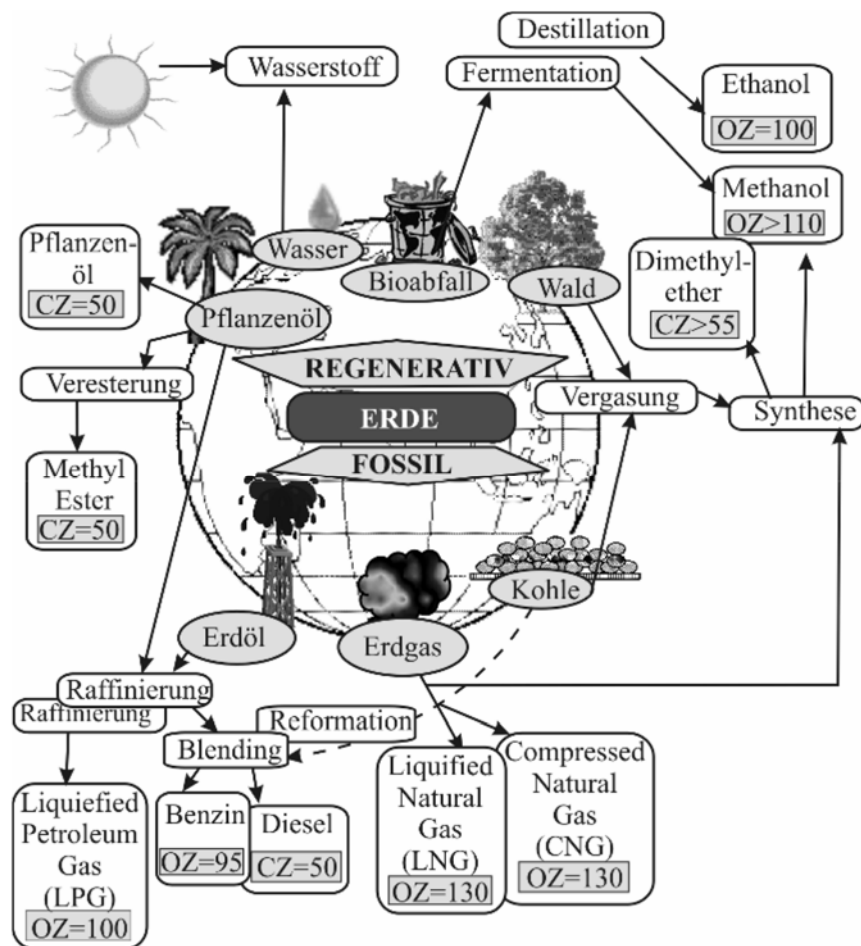 Destillation
Wasserstoff
Fermentation
Ethanol
OZ=100
Methanol
OZ>110
Pflanzen-
öl
CZ=50
Wasser
Bioabfall
Wald
Dimethyl-
ether
CZ>55
Pflanzenöl
REGENERATIV
Veresterung
Vergasung
Synthese
ERDE
FOSSIL
Methyl
Ester
CZ=50
Kohle
Erdöl
Erdgas
Raffinierung
Raffinierung
Reformation
Blending
Liquiefied
Petroleum
Gas
(LPG)
OZ=100
Benzin
OZ=95
Diesel
CZ=50
Liquified
Natural
Gas
(LNG)
OZ=130
Compressed
Natural
Gas
(CNG)
OZ=130